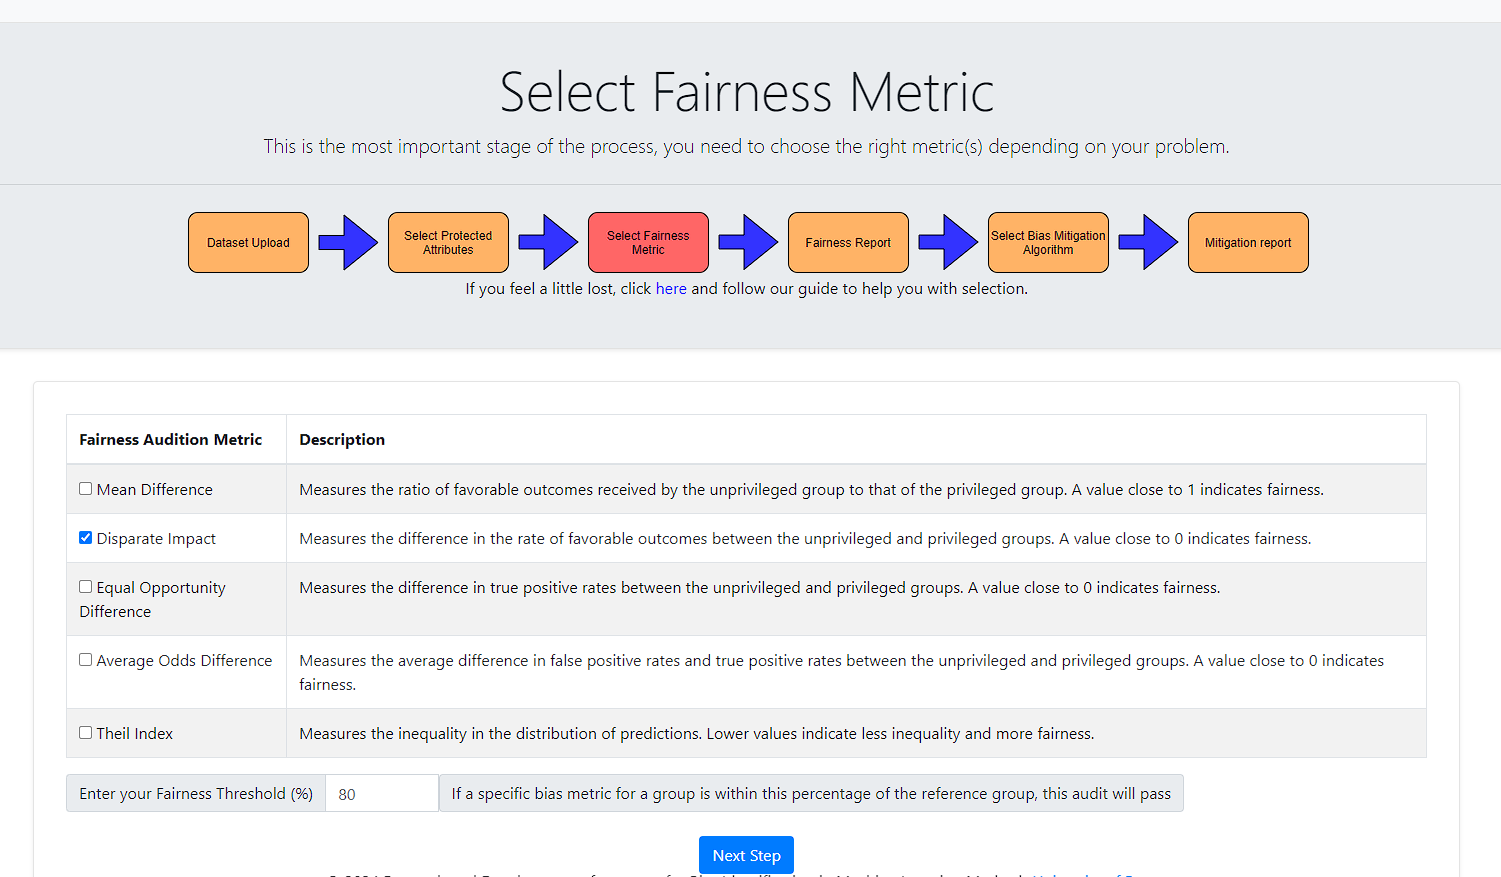 Select Fairness Metric
This is the most important stage of the process, you need to choose the right metric(s) depending on your problem.
Dataset Upload
Select Protected
Attributes
Select Fairness
Metric
Fairness Report
Select Bias Mitigation
Algorithm
Mitigation report
If you feel a little lost, click here and follow our guide to help you with selection.
Fairness Audition Metric
Description
Mean Difference
Measures the ratio of favorable outcomes received by the unprivileged group to that of the privileged group. A value close to 1 indicates fairness.
Disparate Impact
Measures the difference in the rate of favorable outcomes between the unprivileged and privileged groups. A value close to 0 indicates fairness.
Equal Opportunity
Difference
Measures the difference in true positive rates between the unprivileged and privileged groups. A value close to 0 indicates fairness.
Average Odds Difference
Measures the average difference in false positive rates and true positive rates between the unprivileged and privileged groups. A value close to 0 indicates
fairness.
Theil Index
Measures the inequality in the distribution of predictions. Lower values indicate less inequality and more fairness.
Enter your Fairness Threshold (%)
80
If a specific bias metric for a group is within this percentage of the reference group, this audit will pass
Next Step